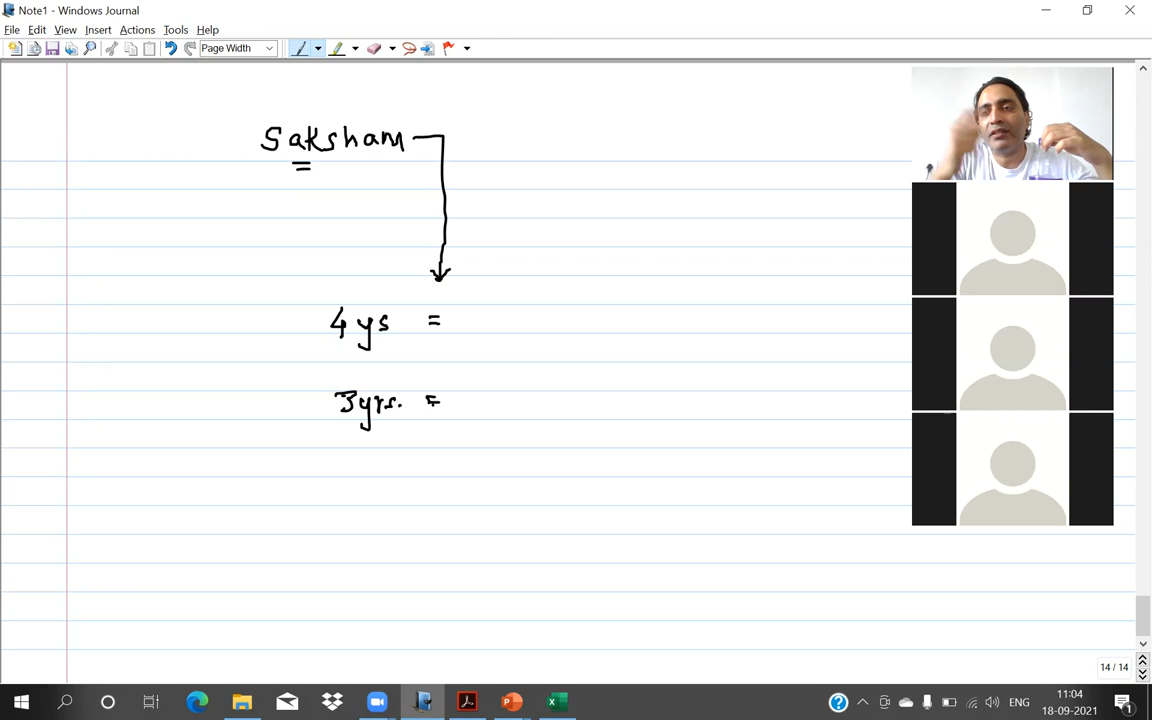 Note1 - Windows Journal
File Edit View Insert Actions Tools Help
Page Width
Saksham
4 ys =
3yrs. =
14 / 14
ENG
11:04
18-09-2021
1